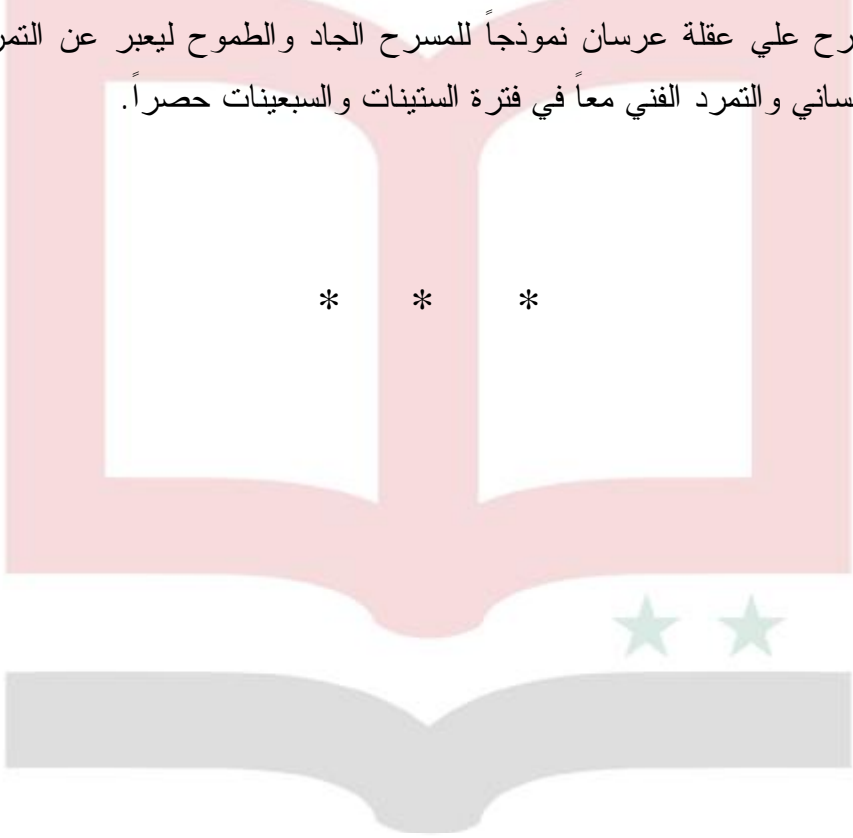 علي عقلة عرسان نموذجاً للمسرح الجاد والطموح ليعبر عن
والتمرد الفني معاً في فترة الستينات والسبعينات حصراً.
* * *